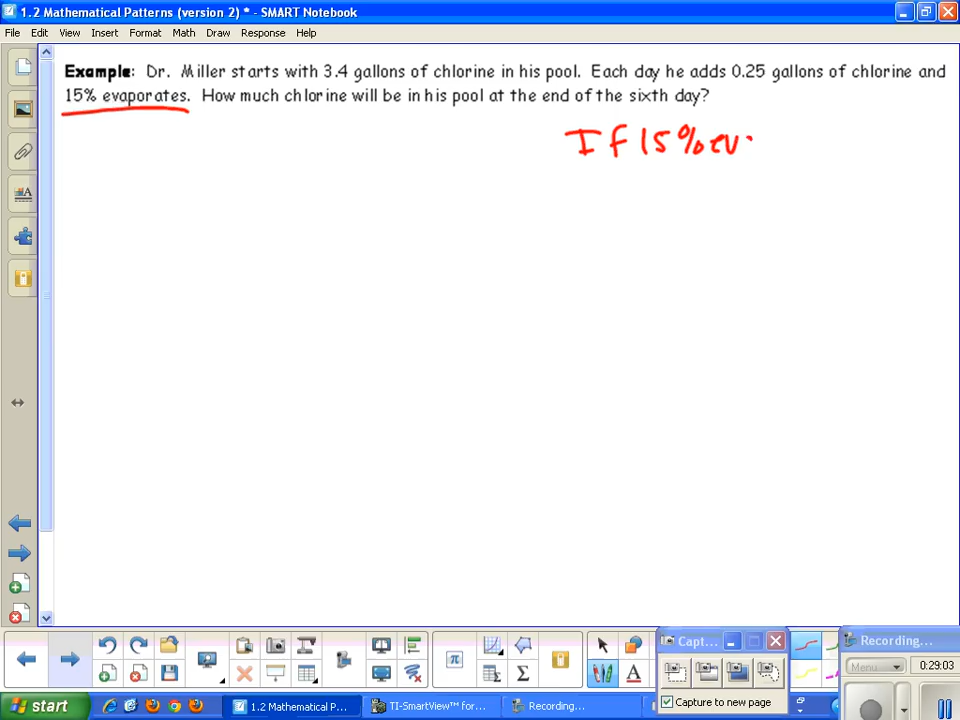 1.2 Mathematical Patterns (version 2) * - SMART Notebook
File Edit View Insert Format Math Draw Response Help
Example: Dr. Miller starts with 3.4 gallons of chlorine in his pool. Each day he adds 0.25 gallons of chlorine and
15% evaporates. How much chlorine will be in his pool at the end of the sixth day?
If 15% ev
Capt...
Recording...
Menu
0:29:03
Capture to new page
start
1.2 Mathematical P...
TI-SmartView™ for...
Recording...